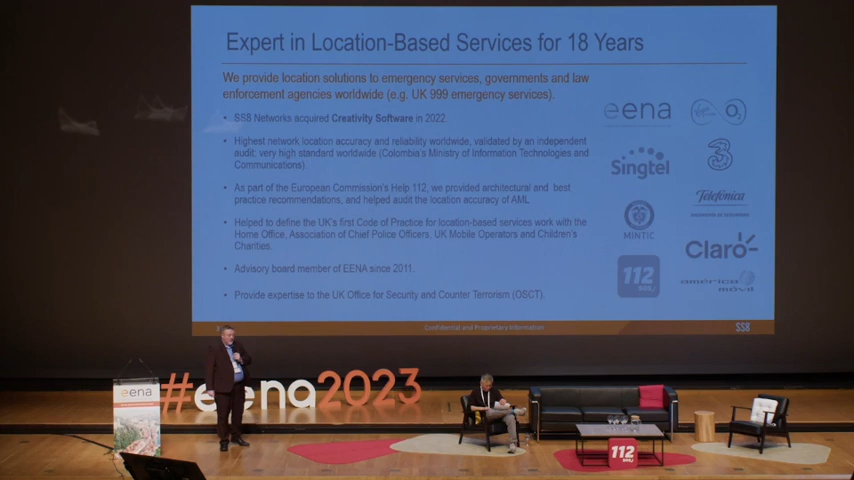 Expert in Location-Based Services for 18 Years
We provide location solutions to emergency services, governments and law
enforcement agencies worldwide (e.g. UK 999 emergency services).
• SS8 Networks acquired Creativity Software in 2022.
• Highest network location accuracy and reliability worldwide, validated by an independent
audit; very high standard worldwide (Colombia's Ministry of Information Technologies and
Communications).
• As part of the European Commission's Help 112, we provided architectural and best
practice recommendations, and helped audit the location accuracy of AML
• Helped to define the UK's first Code of Practice for location-based services work with the
Home Office, Association of Chief Police Officers, UK Mobile Operators and Children's
Charities.
• Advisory board member of EENA since 2011.
• Provide expertise to the UK Office for Security and Counter Terrorism (OSCT).
eena
O2
Singtel
3
Telefónica
MINTIC
Claro
112
SOS
américa
móvil
Confidential and Proprietary Information
SS8
#eena2023
eena
112
SOS